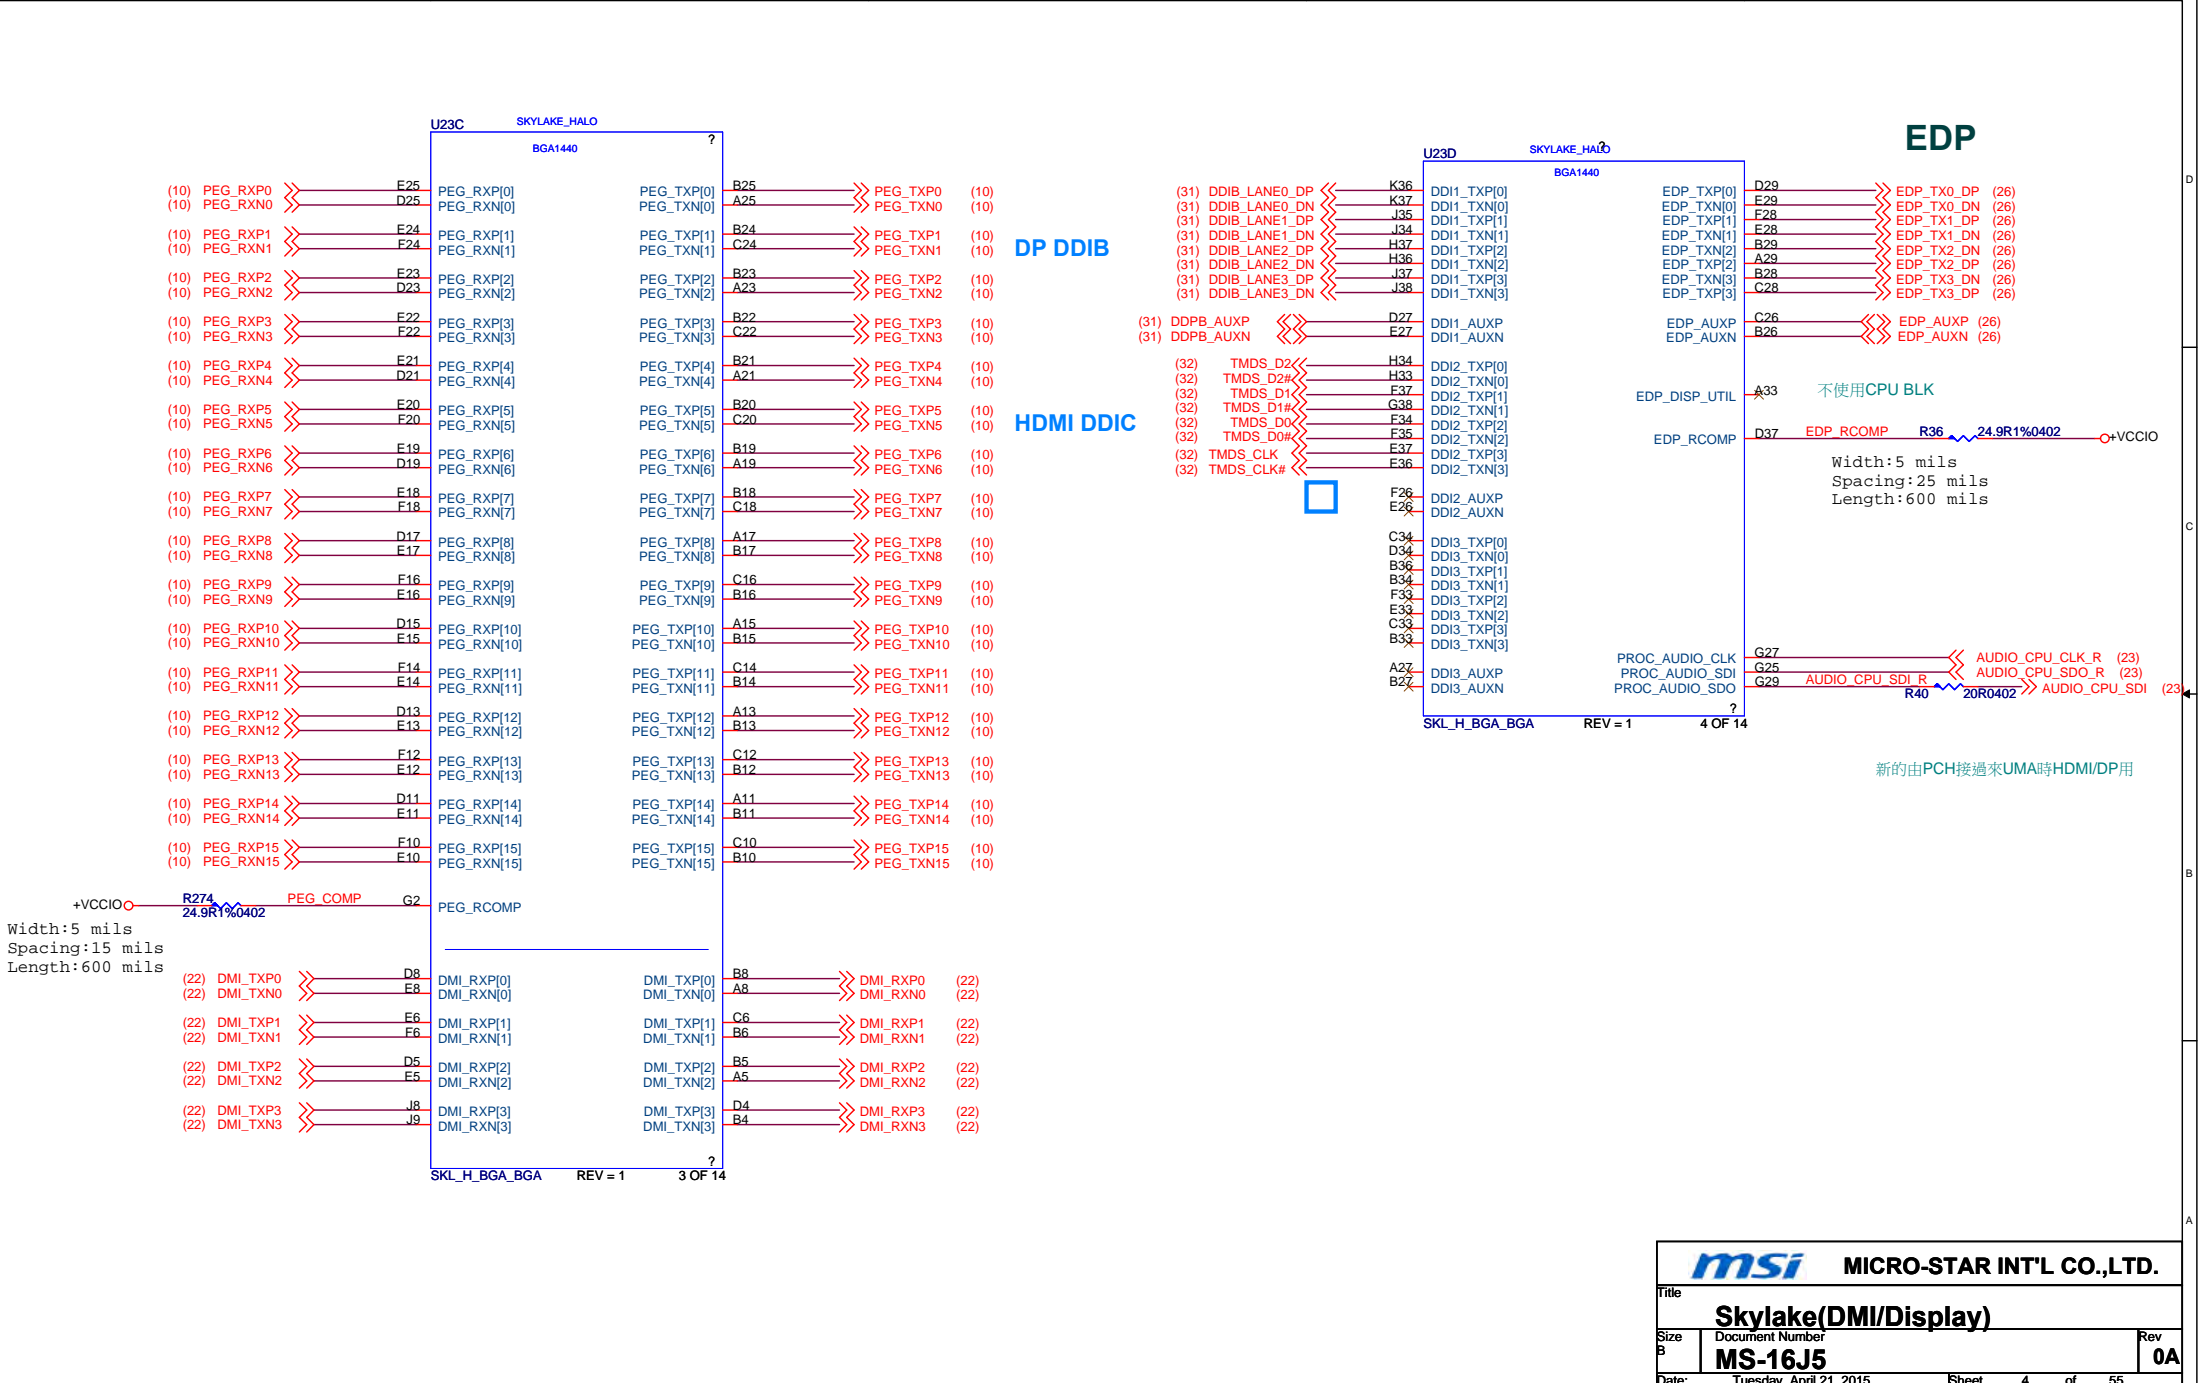 U23C SKYLAKE_HALO
?
BGA1440
(10) PEG_RXP0 E25 PEG_RXP[0] PEG_TXP[0] B25 PEG_TXP0 (10)
(10) PEG_RXN0 D25 PEG_RXN[0] PEG_TXN[0] A25 PEG_TXN0 (10)
(10) PEG_RXP1 E24 PEG_RXP[1] PEG_TXP[1] B24 PEG_TXP1 (10)
(10) PEG_RXN1 F24 PEG_RXN[1] PEG_TXN[1] C24 PEG_TXN1 (10)
(10) PEG_RXP2 E23 PEG_RXP[2] PEG_TXP[2] B23 PEG_TXP2 (10)
(10) PEG_RXN2 D23 PEG_RXN[2] PEG_TXN[2] A23 PEG_TXN2 (10)
(10) PEG_RXP3 E22 PEG_RXP[3] PEG_TXP[3] B22 PEG_TXP3 (10)
(10) PEG_RXN3 F22 PEG_RXN[3] PEG_TXN[3] C22 PEG_TXN3 (10)
(10) PEG_RXP4 E21 PEG_RXP[4] PEG_TXP[4] B21 PEG_TXP4 (10)
(10) PEG_RXN4 D21 PEG_RXN[4] PEG_TXN[4] A21 PEG_TXN4 (10)
(10) PEG_RXP5 E20 PEG_RXP[5] PEG_TXP[5] B20 PEG_TXP5 (10)
(10) PEG_RXN5 F20 PEG_RXN[5] PEG_TXN[5] C20 PEG_TXN5 (10)
(10) PEG_RXP6 E19 PEG_RXP[6] PEG_TXP[6] B19 PEG_TXP6 (10)
(10) PEG_RXN6 D19 PEG_RXN[6] PEG_TXN[6] A19 PEG_TXN6 (10)
(10) PEG_RXP7 E18 PEG_RXP[7] PEG_TXP[7] B18 PEG_TXP7 (10)
(10) PEG_RXN7 F18 PEG_RXN[7] PEG_TXN[7] C18 PEG_TXN7 (10)
(10) PEG_RXP8 D17 PEG_RXP[8] PEG_TXP[8] A17 PEG_TXP8 (10)
(10) PEG_RXN8 E17 PEG_RXN[8] PEG_TXN[8] B17 PEG_TXN8 (10)
(10) PEG_RXP9 F16 PEG_RXP[9] PEG_TXP[9] C16 PEG_TXP9 (10)
(10) PEG_RXN9 E16 PEG_RXN[9] PEG_TXN[9] B16 PEG_TXN9 (10)
(10) PEG_RXP10 D15 PEG_RXP[10] PEG_TXP[10] A15 PEG_TXP10 (10)
(10) PEG_RXN10 E15 PEG_RXN[10] PEG_TXN[10] B15 PEG_TXN10 (10)
(10) PEG_RXP11 F14 PEG_RXP[11] PEG_TXP[11] C14 PEG_TXP11 (10)
(10) PEG_RXN11 E14 PEG_RXN[11] PEG_TXN[11] B14 PEG_TXN11 (10)
(10) PEG_RXP12 D13 PEG_RXP[12] PEG_TXP[12] A13 PEG_TXP12 (10)
(10) PEG_RXN12 E13 PEG_RXN[12] PEG_TXN[12] B13 PEG_TXN12 (10)
(10) PEG_RXP13 F12 PEG_RXP[13] PEG_TXP[13] C12 PEG_TXP13 (10)
(10) PEG_RXN13 E12 PEG_RXN[13] PEG_TXN[13] B12 PEG_TXN13 (10)
(10) PEG_RXP14 D11 PEG_RXP[14] PEG_TXP[14] A11 PEG_TXP14 (10)
(10) PEG_RXN14 E11 PEG_RXN[14] PEG_TXN[14] B11 PEG_TXN14 (10)
(10) PEG_RXP15 F10 PEG_RXP[15] PEG_TXP[15] C10 PEG_TXP15 (10)
(10) PEG_RXN15 E10 PEG_RXN[15] PEG_TXN[15] B10 PEG_TXN15 (10)
+VCCIO R274 PEG_COMP G2 PEG_RCOMP
24.9R1%0402
Width:5 mils
Spacing:15 mils
Length:600 mils
(22) DMI_TXP0 D8 DMI_RXP[0] DMI_TXP[0] B8 DMI_RXP0 (22)
(22) DMI_TXN0 E8 DMI_RXN[0] DMI_TXN[0] A8 DMI_RXN0 (22)
(22) DMI_TXP1 E6 DMI_RXP[1] DMI_TXP[1] C6 DMI_RXP1 (22)
(22) DMI_TXN1 F6 DMI_RXN[1] DMI_TXN[1] B6 DMI_RXN1 (22)
(22) DMI_TXP2 D5 DMI_RXP[2] DMI_TXP[2] B5 DMI_RXP2 (22)
(22) DMI_TXN2 E5 DMI_RXN[2] DMI_TXN[2] A5 DMI_RXN2 (22)
(22) DMI_TXP3 J8 DMI_RXP[3] DMI_TXP[3] D4 DMI_RXP3 (22)
(22) DMI_TXN3 J9 DMI_RXN[3] DMI_TXN[3] B4 DMI_RXN3 (22)
?
SKL_H_BGA_BGA REV = 1 3 OF 14
DP DDIB
HDMI DDIC
EDP
U23D SKYLAKE_HALO
?
BGA1440
(31) DDIB_LANE0_DP K36 DDI1_TXP[0] EDP_TXP[0] D29 EDP_TX0_DP (26)
(31) DDIB_LANE0_DN K37 DDI1_TXN[0] EDP_TXN[0] E29 EDP_TX0_DN (26)
(31) DDIB_LANE1_DP J35 DDI1_TXP[1] EDP_TXP[1] F28 EDP_TX1_DP (26)
(31) DDIB_LANE1_DN J34 DDI1_TXN[1] EDP_TXN[1] E28 EDP_TX1_DN (26)
(31) DDIB_LANE2_DP H37 DDI1_TXP[2] EDP_TXN[2] B29 EDP_TX2_DN (26)
(31) DDIB_LANE2_DN H36 DDI1_TXN[2] EDP_TXP[2] A29 EDP_TX2_DP (26)
(31) DDIB_LANE3_DP J37 DDI1_TXP[3] EDP_TXN[3] B28 EDP_TX3_DN (26)
(31) DDIB_LANE3_DN J38 DDI1_TXN[3] EDP_TXP[3] C28 EDP_TX3_DP (26)
(31) DDPB_AUXP D27 DDI1_AUXP EDP_AUXP C26 EDP_AUXP (26)
(31) DDPB_AUXN E27 DDI1_AUXN EDP_AUXN B26 EDP_AUXN (26)
(32) TMDS_D2 H34 DDI2_TXP[0]
(32) TMDS_D2# H33 DDI2_TXN[0]
(32) TMDS_D1 F37 DDI2_TXP[1] EDP_DISP_UTIL A33 不使用CPU BLK
(32) TMDS_D1# G38 DDI2_TXN[1]
(32) TMDS_D0 F34 DDI2_TXP[2]
(32) TMDS_D0# F35 DDI2_TXN[2] EDP_RCOMP D37 EDP_RCOMP R36 24.9R1%0402 +VCCIO
(32) TMDS_CLK E37 DDI2_TXP[3]
(32) TMDS_CLK# E36 DDI2_TXN[3]
Width:5 mils
Spacing:25 mils
Length:600 mils
F26 DDI2_AUXP
E26 DDI2_AUXN
C34 DDI3_TXP[0]
D34 DDI3_TXN[0]
B36 DDI3_TXP[1]
B34 DDI3_TXN[1]
F33 DDI3_TXP[2]
E33 DDI3_TXN[2]
C33 DDI3_TXP[3]
B33 DDI3_TXN[3]
PROC_AUDIO_CLK G27 AUDIO_CPU_CLK_R (23)
A27 DDI3_AUXP PROC_AUDIO_SDI G25 AUDIO_CPU_SDO_R (23)
B27 DDI3_AUXN PROC_AUDIO_SDO G29 AUDIO_CPU_SDI_R R40 20R0402 AUDIO_CPU_SDI (23
?
SKL_H_BGA_BGA REV = 1 4 OF 14
新的由PCH接過來UMA時HDMI/DP用
D
C
B
A
msi MICRO-STAR INT'L CO.,LTD.
Title
Skylake(DMI/Display)
Size Document Number Rev
B MS-16J5 0A
Date: Tuesday, April 21, 2015 Sheet 4 of 55